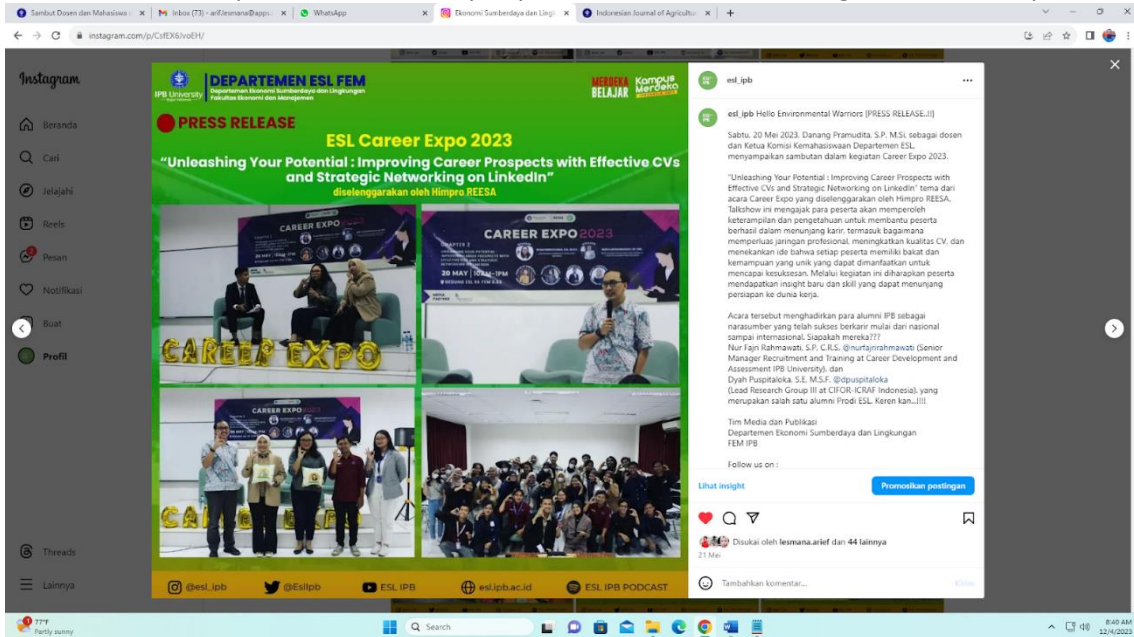 Sambut Dosen dan Mahasiswa
Inbox (73) - arif.lesmana@apps.
WhatsApp
Ekonomi Sumberdaya dan Lingk
Indonesian Journal of Agricultur
instagram.com/p/CsfEX6JvoEH/
Instagram
Beranda
Cari
Jelajahi
Reels
Pesan
Notifikasi
Buat
Profil
Threads
Lainnya
IPB University
DEPARTEMEN ESL FEM
Departemen Ekonomi Sumberdaya dan Lingkungan
Fakultas Ekonomi dan Manajemen
MERDEKA
BELAJAR
Kampus
Merdeka
PRESS RELEASE
ESL Career Expo 2023
“Unleashing Your Potential : Improving Career Prospects with Effective CVs
and Strategic Networking on LinkedIn”
diselenggarakan oleh Himpro REESA
CAREER EXPO
20 MAY | 10AM-1PM
CAREER EXPO
CAREER EXPO 2023
CHAPTER 2
20 MAY | 10AM-1PM
CAREER EXPO 2023
@esl_ipb
@EslIpb
ESL IPB
esl.ipb.ac.id
ESL IPB PODCAST
esl_ipb
esl_ipb Hello Environmental Warriors [PRESS RELEASE..!!]
Sabtu, 20 Mei 2023. Danang Pramudita, S.P. M.Si. sebagai dosen
dan Ketua Komisi Kemahasiswaan Departemen ESL.
menyampaikan sambutan dalam kegiatan Career Expo 2023.
"Unleashing Your Potential : Improving Career Prospects with
Effective CVs and Strategic Networking on LinkedIn" tema dari
acara Career Expo yang diselenggarakan oleh Himpro REESA.
Talkshow ini mengajak para peserta akan memperoleh
keterampilan dan pengetahuan untuk membantu peserta
berhasil dalam menunjang karir, termasuk bagaimana
memperluas jaringan profesional, meningkatkan kualitas CV, dan
menekankan ide bahwa setiap peserta memiliki bakat dan
kemampuan yang unik yang dapat dimanfaatkan untuk
mencapai kesuksesan. Melalui kegiatan ini diharapkan peserta
mendapatkan insight baru dan skill yang dapat menunjang
persiapan ke dunia kerja.
Acara tersebut menghadirkan para alumni IPB sebagai
narasumber yang telah sukses berkarir mulai dari nasional
sampai internasional. Siapakah mereka???
Nur Fajri Rahmawati, S.P. C.R.S. @nurfajrirahmawati (Senior
Manager Recruitment and Training at Career Development and
Assessment IPB University). dan
Dyah Puspitaloka, S.E, M.S.F. @dpuspitaloka
(Lead Research Group III at CIFOR-ICRAF Indonesia), yang
merupakan salah satu alumni Prodi ESL. Keren kan...!!!!
Tim Media dan Publikasi
Departemen Ekonomi Sumberdaya dan Lingkungan
FEM IPB
Follow us on :
Lihat insight
Promosikan postingan
Disukai oleh lesmana.arief dan 44 lainnya
21 Mei
Tambahkan komentar...
Kirim
77°F
Partly sunny
Search
8:40 AM
12/4/2023